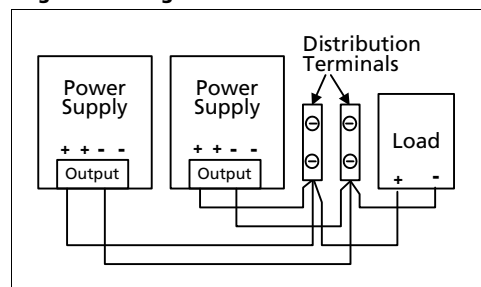 Distribution
Terminals
Power
Supply
+ + - -
Output
Power
Supply
+ + - -
Output
Load
+ -